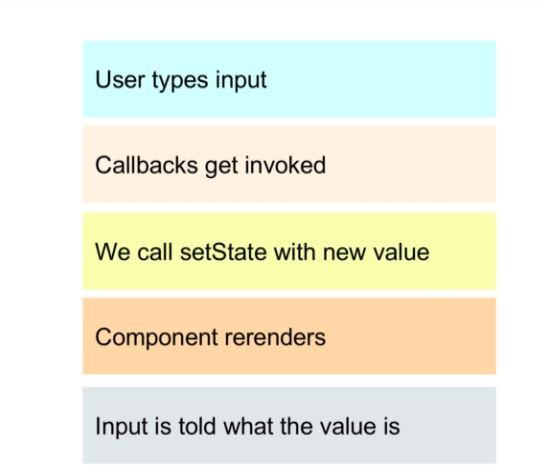 User types input
Callbacks get invoked
We call setState with new value
Component rerenders
Input is told what the value is